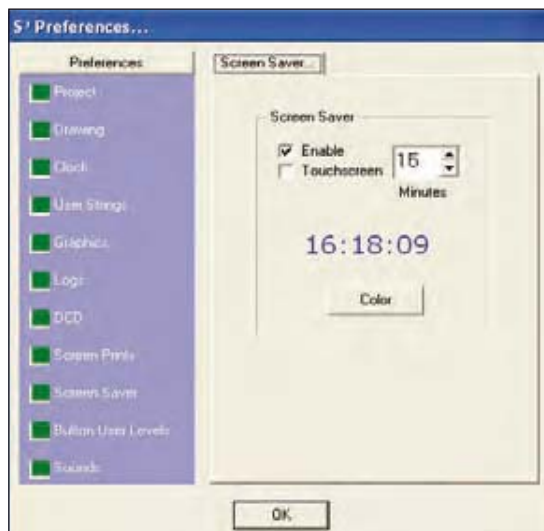 S³ Preferences...
Preferences
Project
Drawing
Clock
User Strings
Graphics
Logs
DCD
Screen Prints
Screen Saver
Button User Levels
Sounds
Screen Saver...
Screen Saver
Enable
Touchscreen
15
Minutes
16:18:09
Color
OK